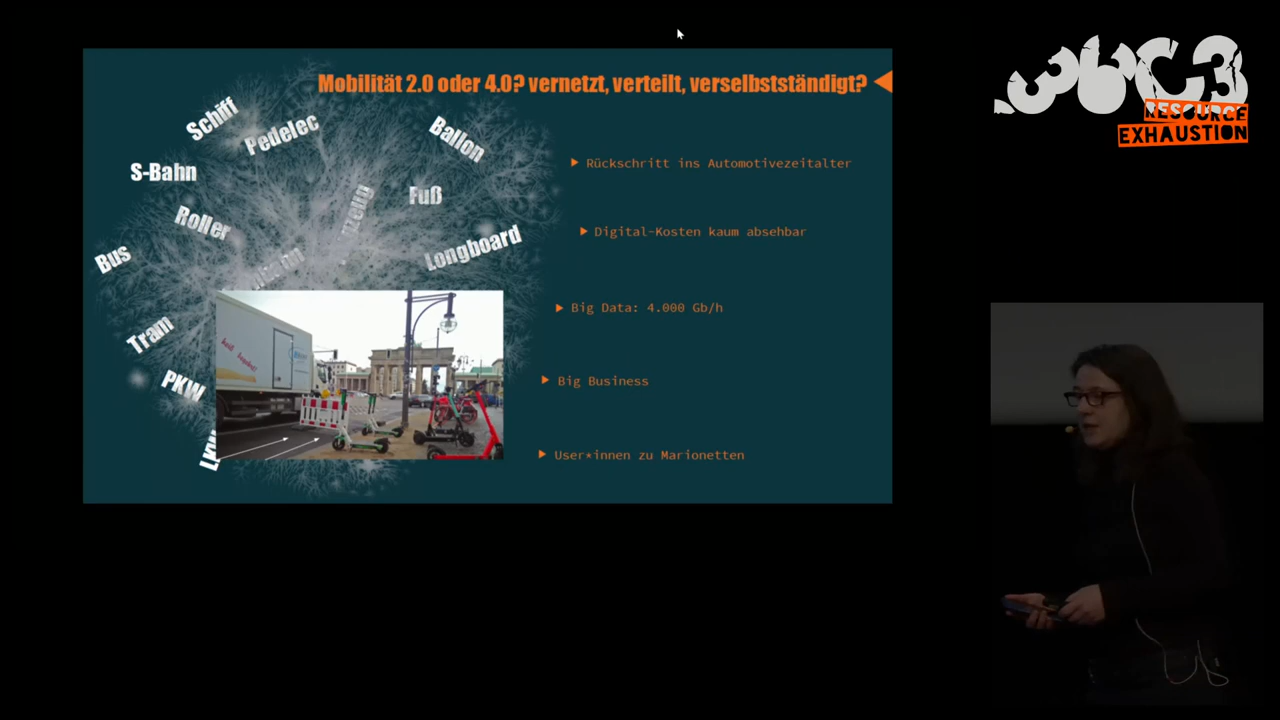 Mobilität 2.0 oder 4.0? vernetzt, verteilt, verselbstständigt?
Schiff
Pedelec
Ballon
S-Bahn
Fuß
Roller
Longboard
Bus
Tram
PKW
Rückschritt ins Automotivezeitalter
Digital-Kosten kaum absehbar
Big Data: 4.000 Gb/h
Big Business
User*innen zu Marionetten
36C3
RESOURCE
EXHAUSTION